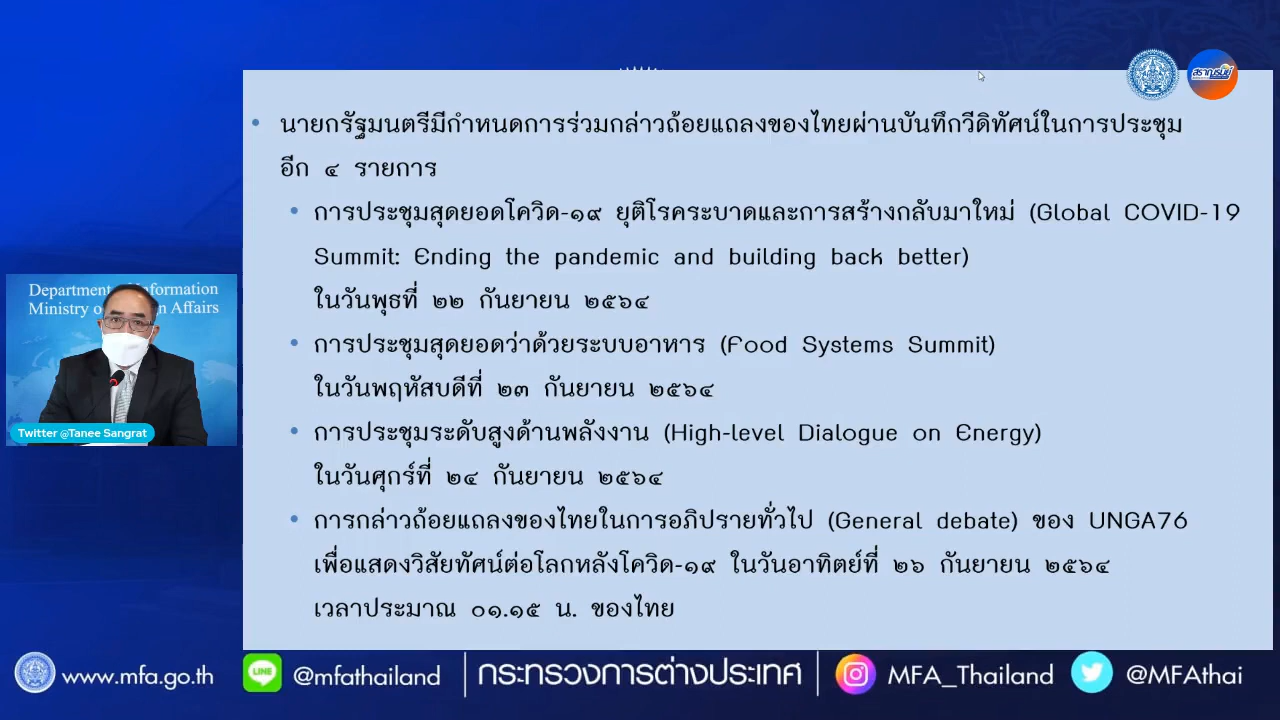 สราญรมย์
• นายกรัฐมนตรีมีกำหนดการร่วมกล่าวถ้อยแถลงของไทยผ่านบันทึกวีดิทัศน์ในการประชุม
อีก ๔ รายการ
• การประชุมสุดยอดโควิด-๑๙ ยุติโรคระบาดและการสร้างกลับมาใหม่ (Global COVID-19
Summit: Ending the pandemic and building back better)
ในวันพุธที่ ๒๒ กันยายน ๒๕๖๔
• การประชุมสุดยอดว่าด้วยระบบอาหาร (Food Systems Summit)
ในวันพฤหัสบดีที่ ๒๓ กันยายน ๒๕๖๔
• การประชุมระดับสูงด้านพลังงาน (High-level Dialogue on Energy)
ในวันศุกร์ที่ ๒๔ กันยายน ๒๕๖๔
• การกล่าวถ้อยแถลงของไทยในการอภิปรายทั่วไป (General debate) ของ UNGA76
เพื่อแสดงวิสัยทัศน์ต่อโลกหลังโควิด-๑๙ ในวันอาทิตย์ที่ ๒๖ กันยายน ๒๕๖๔
เวลาประมาณ ๐๑.๑๕ น. ของไทย
Department Information
Ministry Affairs
Twitter @Tanee Sangrat
www.mfa.go.th LINE @mfathailand กระทรวงการต่างประเทศ MFA_Thailand @MFAthai